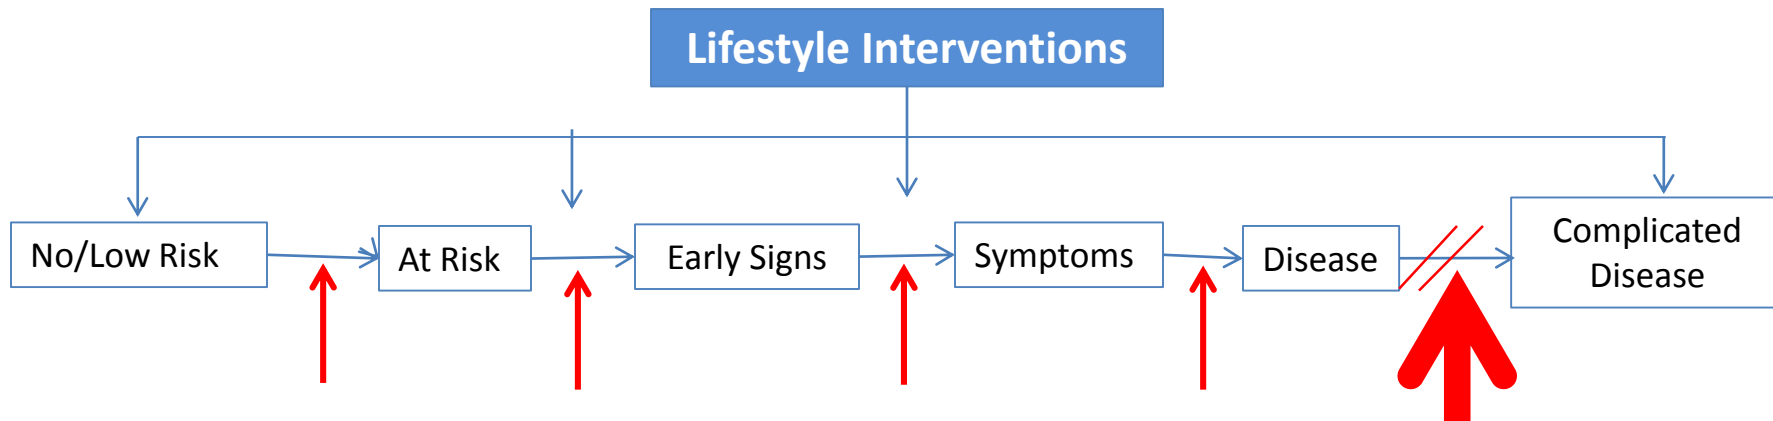 Lifestyle Interventions
No/Low Risk
At Risk
Early Signs
Symptoms
Disease
Complicated
Disease